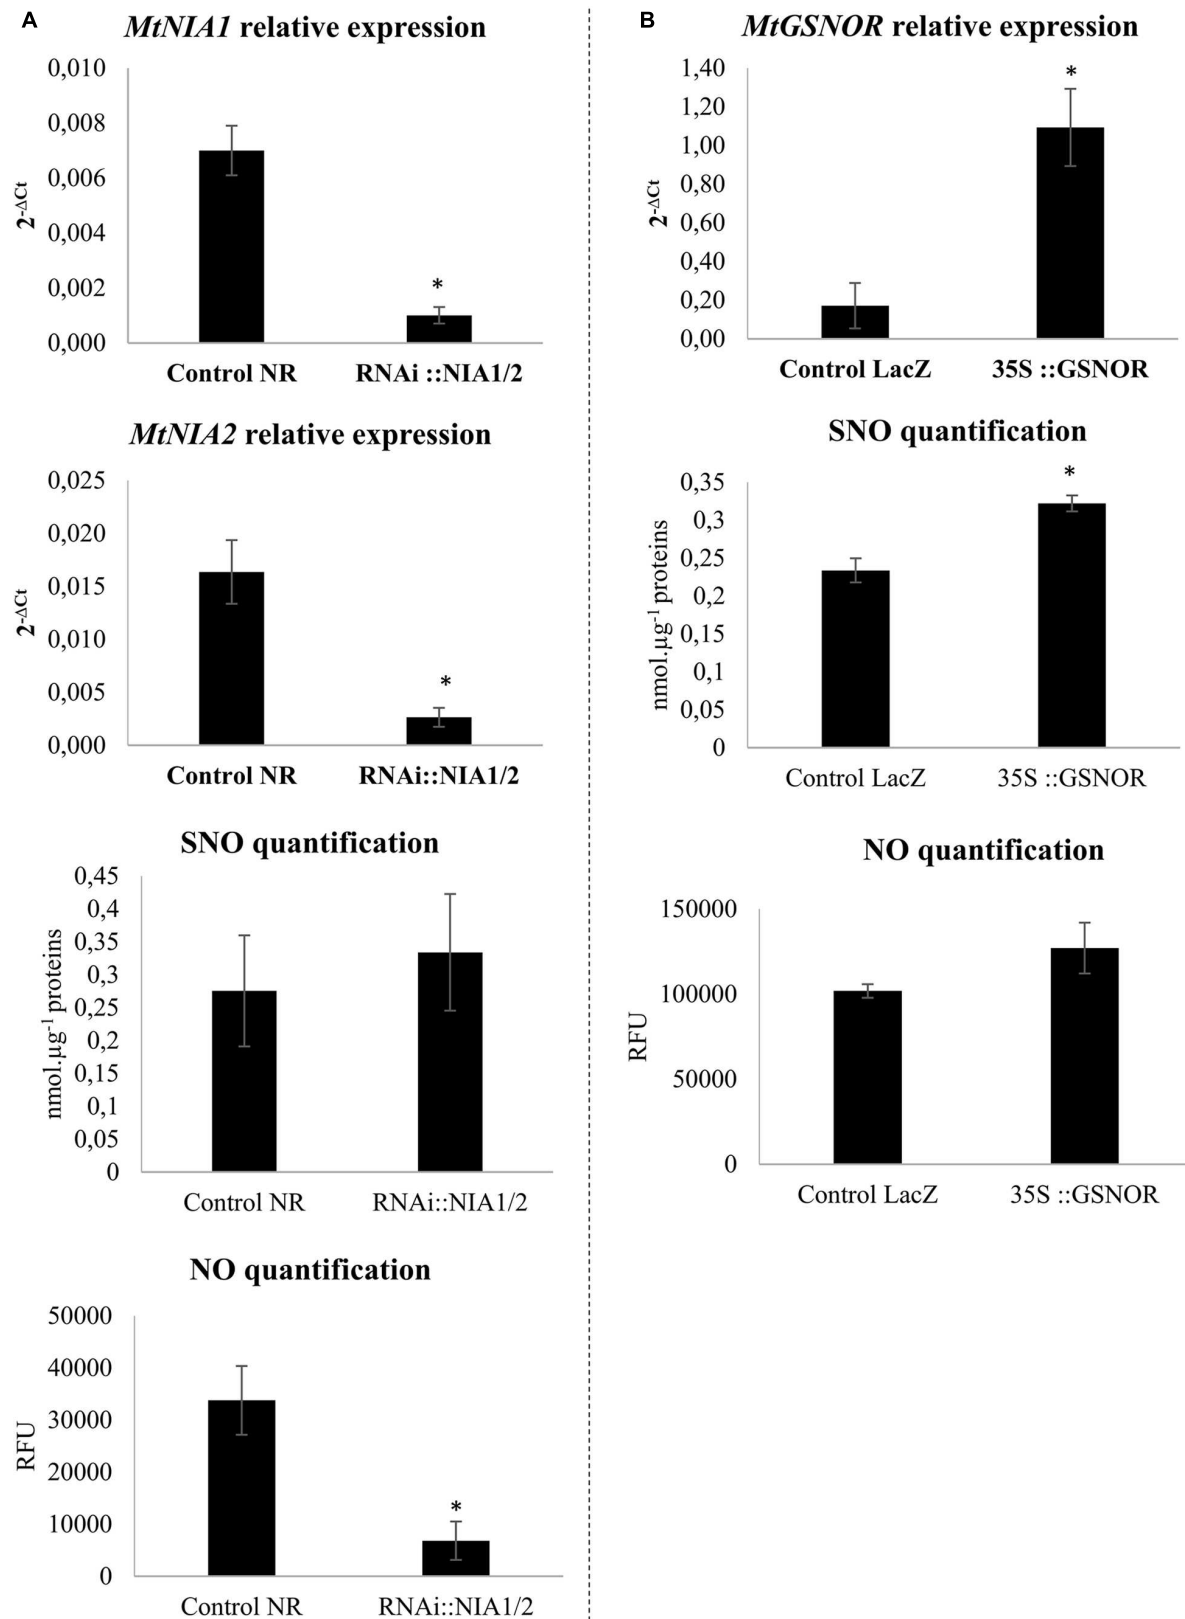 A
MtNIA1 relative expression
2-ΔCt
0,010
0,008
0,006
0,004
0,002
0,000
*
Control NR
RNAi ::NIA1/2
MtNIA2 relative expression
2-ΔCt
0,025
0,020
0,015
0,010
0,005
0,000
*
Control NR
RNAi::NIA1/2
SNO quantification
nmol.µg-1 proteins
0,45
0,4
0,35
0,3
0,25
0,2
0,15
0,1
0,05
0
Control NR
RNAi::NIA1/2
NO quantification
RFU
50000
40000
30000
20000
10000
0
*
Control NR
RNAi::NIA1/2
B
MtGSNOR relative expression
2-ΔCt
1,40
1,20
1,00
0,80
0,60
0,40
0,20
0,00
*
Control LacZ
35S ::GSNOR
SNO quantification
nmol.µg-1 proteins
0,35
0,3
0,25
0,2
0,15
0,1
0,05
0
*
Control LacZ
35S ::GSNOR
NO quantification
RFU
150000
100000
50000
0
Control LacZ
35S ::GSNOR